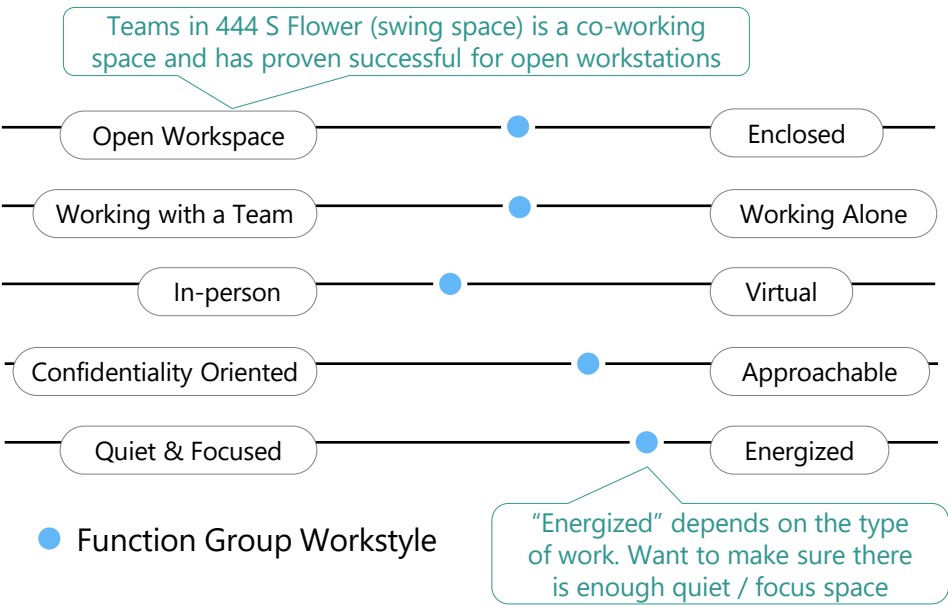 Teams in 444 S Flower (swing space) is a co-working
space and has proven successful for open workstations
Open Workspace
Enclosed
Working with a Team
Working Alone
In-person
Virtual
Confidentiality Oriented
Approachable
Quiet & Focused
Energized
Function Group Workstyle
“Energized” depends on the type
of work. Want to make sure there
is enough quiet / focus space